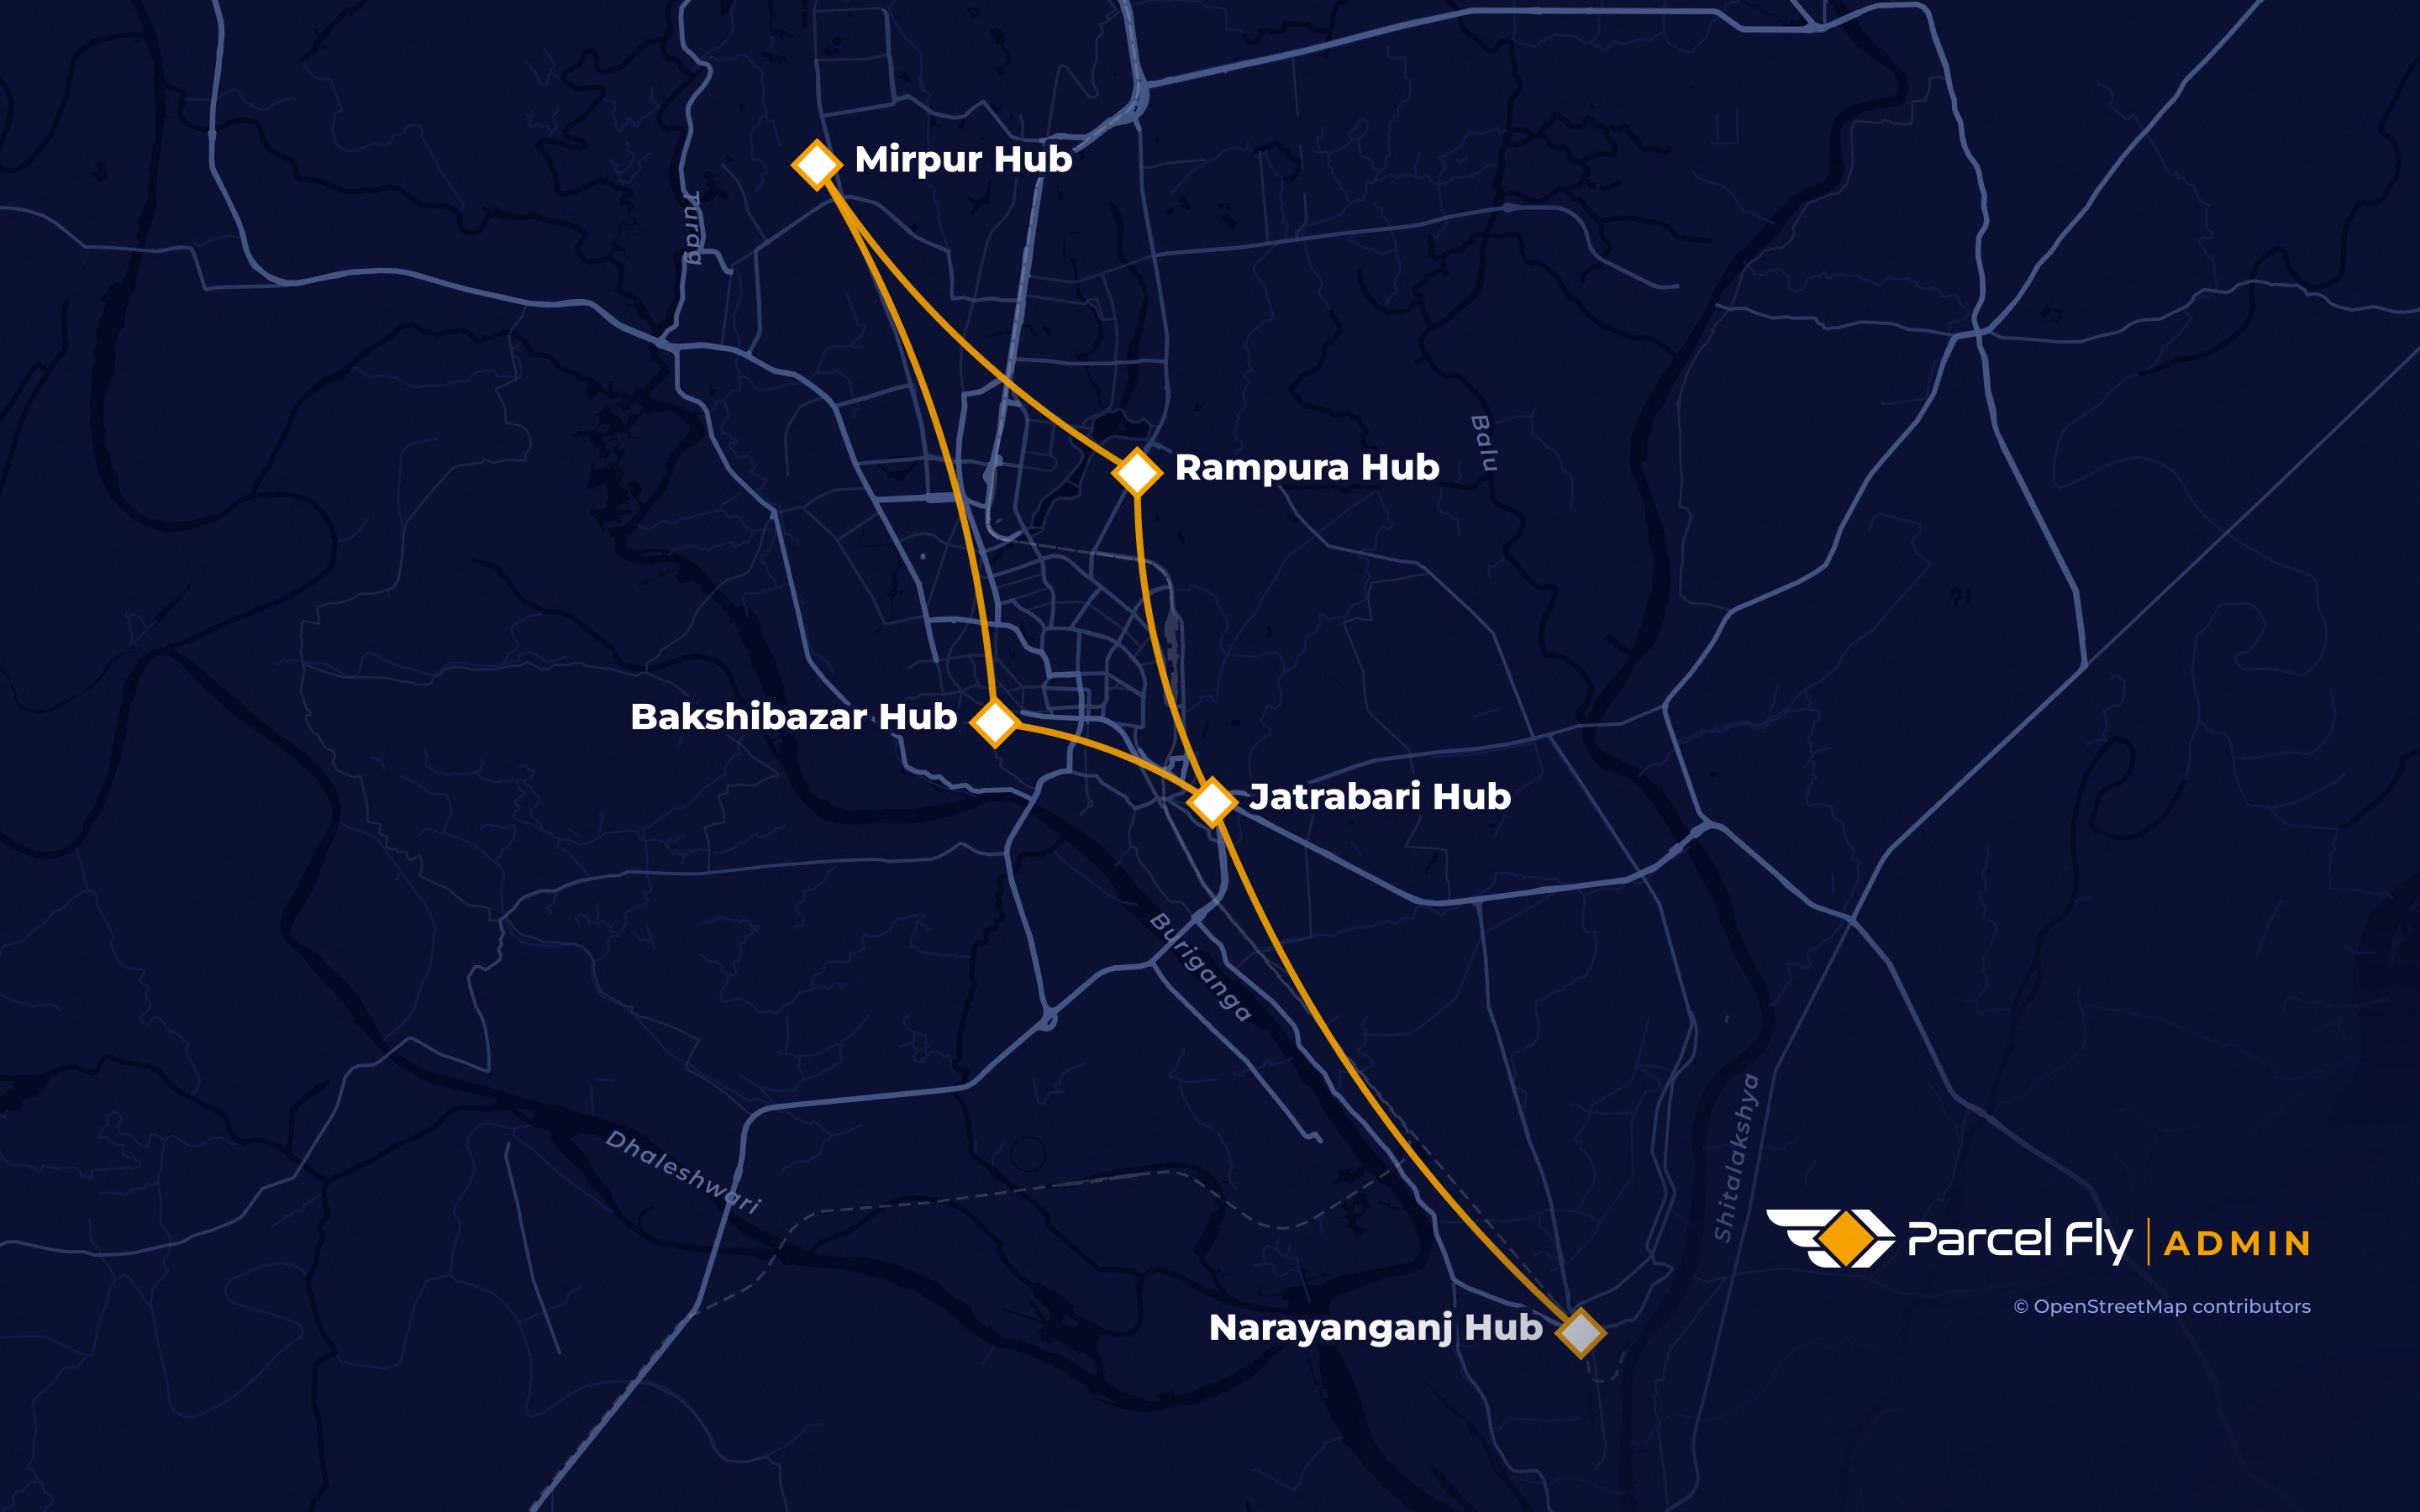 Mirpur Hub
Turag
Rampura Hub
Balu
Bakshibazar Hub
Jatrabari Hub
Buriganga
Dhaleshwari
Shitalakshya
Parcel Fly | ADMIN
© OpenStreetMap contributors
Narayanganj Hub